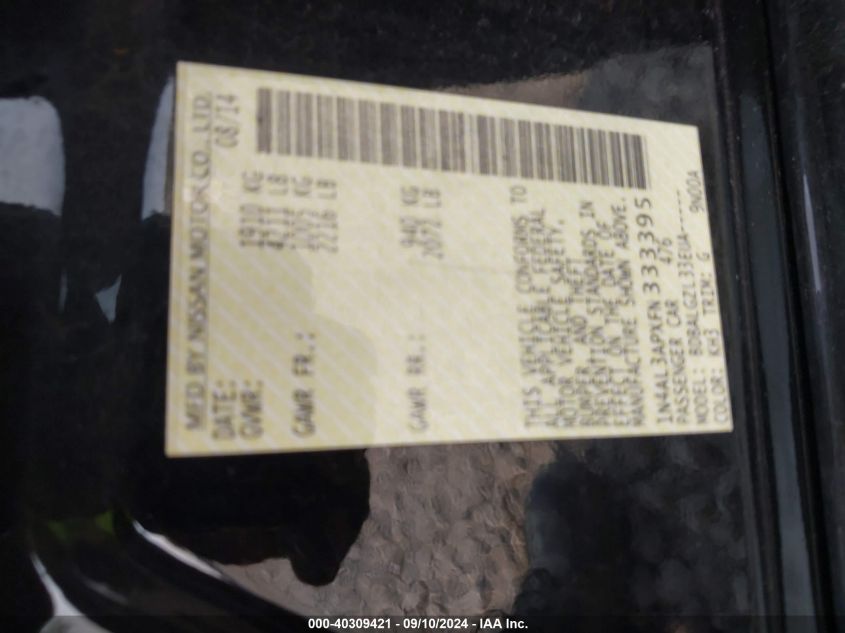 MFD BY NISSAN MOTOR CO., LTD.
DATE: 08/14
GVWR: 1910 KG
4211 LB
GAWR FR.: 1005 KG
2216 LB
GAWR RR.: 940 KG
2072 LB
THIS VEHICLE CONFORMS TO
ALL APPLICABLE FEDERAL
MOTOR VEHICLE SAFETY,
BUMPER, AND THEFT
PREVENTION STANDARDS IN
EFFECT ON THE DATE OF
MANUFACTURE SHOWN ABOVE.
1N4AL3APXFN333395
PASSENGER CAR 476
MODEL: BDBALGZL33EUA-----
COLOR: KH3 TRIM: G 9N00A
000-40309421 - 09/10/2024 - IAA Inc.